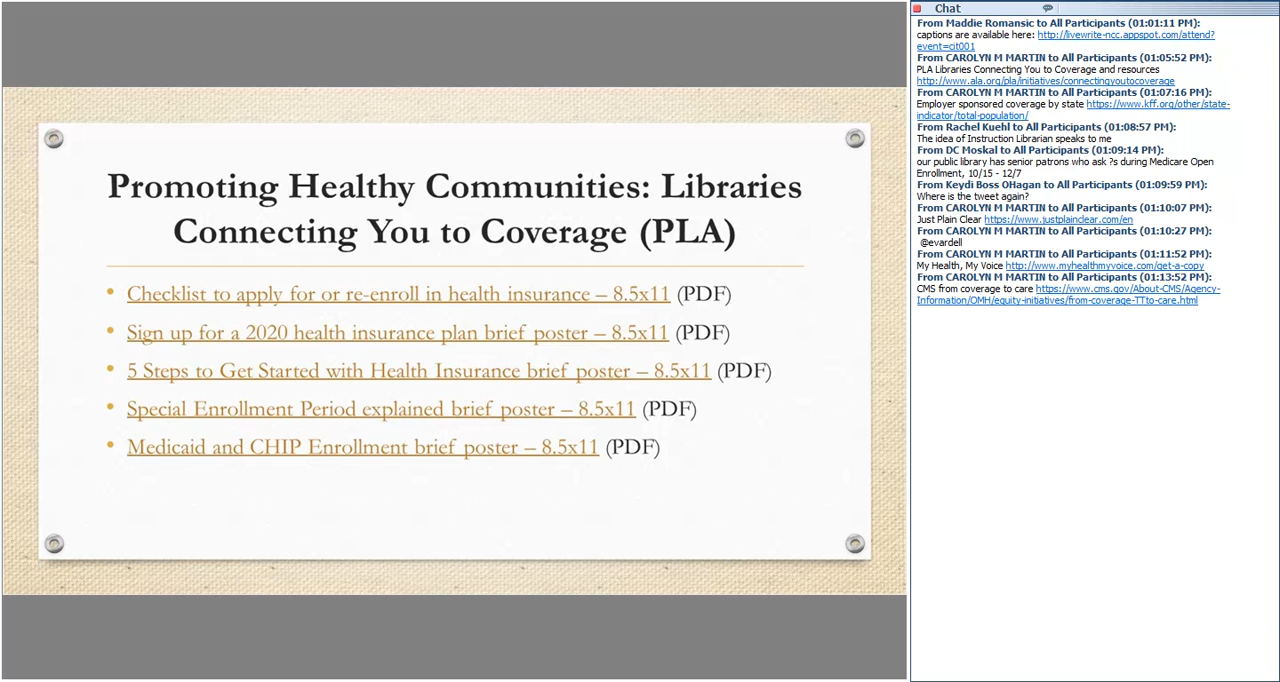 Promoting Healthy Communities: Libraries
Connecting You to Coverage (PLA)
• Checklist to apply for or re-enroll in health insurance – 8.5x11 (PDF)
• Sign up for a 2020 health insurance plan brief poster – 8.5x11 (PDF)
• 5 Steps to Get Started with Health Insurance brief poster – 8.5x11 (PDF)
• Special Enrollment Period explained brief poster – 8.5x11 (PDF)
• Medicaid and CHIP Enrollment brief poster – 8.5x11 (PDF)
Chat
From Maddie Romansic to All Participants (01:01:11 PM):
captions are available here: http://livewrite-ncc.appspot.com/attend?
event=cit001
From CAROLYN M MARTIN to All Participants (01:05:52 PM):
PLA Libraries Connecting You to Coverage and resources
http://www.ala.org/pla/initiatives/connectingyoutocoverage
From CAROLYN M MARTIN to All Participants (01:07:16 PM):
Employer sponsored coverage by state https://www.kff.org/other/state-
indicator/total-population/
From Rachel Kuehl to All Participants (01:08:57 PM):
The idea of Instruction Librarian speaks to me
From DC Moskal to All Participants (01:09:14 PM):
our public library has senior patrons who ask ?s during Medicare Open
Enrollment, 10/15 - 12/7
From Keydi Boss OHagan to All Participants (01:09:59 PM):
Where is the tweet again?
From CAROLYN M MARTIN to All Participants (01:10:07 PM):
Just Plain Clear https://www.justplainclear.com/en
From CAROLYN M MARTIN to All Participants (01:10:27 PM):
@evardell
From CAROLYN M MARTIN to All Participants (01:11:52 PM):
My Health, My Voice http://www.myhealthmyvoice.com/get-a-copy
From CAROLYN M MARTIN to All Participants (01:13:52 PM):
CMS from coverage to care https://www.cms.gov/About-CMS/Agency-
Information/OMH/equity-initiatives/from-coverage-TTto-care.html